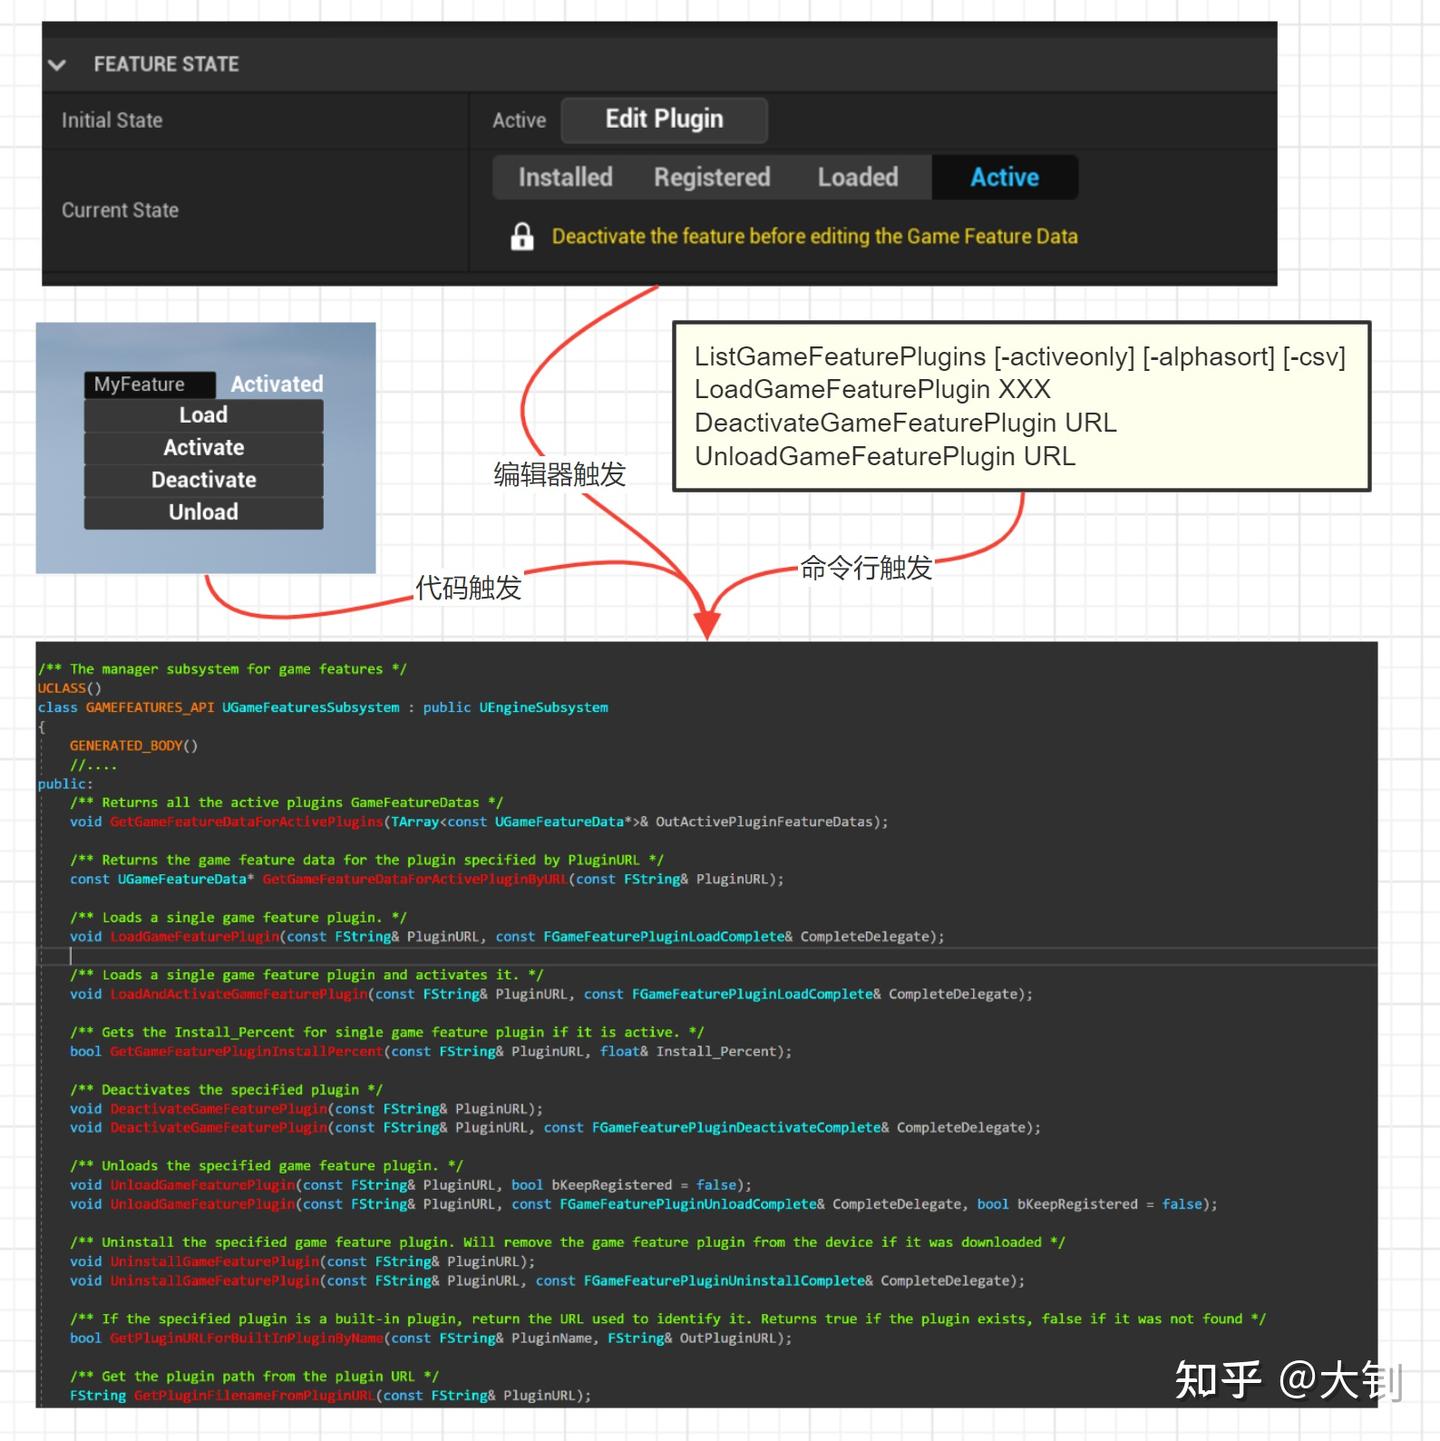 FEATURE STATE
Initial State
Active
Edit Plugin
Current State
Installed Registered Loaded Active
Deactivate the feature before editing the Game Feature Data
MyFeature Activated
Load
Activate
Deactivate
Unload
ListGameFeaturePlugins [-activeonly] [-alphasort] [-csv]
LoadGameFeaturePlugin XXX
DeactivateGameFeaturePlugin URL
UnloadGameFeaturePlugin URL
编辑器触发
代码触发
命令行触发
/** The manager subsystem for game features */
UCLASS()
class GAMEFEATURES_API UGameFeaturesSubsystem : public UEngineSubsystem
{
GENERATED_BODY()
//....
public:
/** Returns all the active plugins GameFeatureDatas */
void GetGameFeatureDataForActivePlugins(TArray<const UGameFeatureData*>& OutActivePluginFeatureDatas);
/** Returns the game feature data for the plugin specified by PluginURL */
const UGameFeatureData* GetGameFeatureDataForActivePluginByURL(const FString& PluginURL);
/** Loads a single game feature plugin. */
void LoadGameFeaturePlugin(const FString& PluginURL, const FGameFeaturePluginLoadComplete& CompleteDelegate);
/** Loads a single game feature plugin and activates it. */
void LoadAndActivateGameFeaturePlugin(const FString& PluginURL, const FGameFeaturePluginLoadComplete& CompleteDelegate);
/** Gets the Install_Percent for single game feature plugin if it is active. */
bool GetGameFeaturePluginInstallPercent(const FString& PluginURL, float& Install_Percent);
/** Deactivates the specified plugin */
void DeactivateGameFeaturePlugin(const FString& PluginURL);
void DeactivateGameFeaturePlugin(const FString& PluginURL, const FGameFeaturePluginDeactivateComplete& CompleteDelegate);
/** Unloads the specified game feature plugin. */
void UnloadGameFeaturePlugin(const FString& PluginURL, bool bKeepRegistered = false);
void UnloadGameFeaturePlugin(const FString& PluginURL, const FGameFeaturePluginUnloadComplete& CompleteDelegate, bool bKeepRegistered = false);
/** Uninstall the specified game feature plugin. Will remove the game feature plugin from the device if it was downloaded */
void UninstallGameFeaturePlugin(const FString& PluginURL);
void UninstallGameFeaturePlugin(const FString& PluginURL, const FGameFeaturePluginUninstallComplete& CompleteDelegate);
/** If the specified plugin is a built-in plugin, return the URL used to identify it. Returns true if the plugin exists, false if it was not found */
bool GetPluginURLForBuiltInPluginByName(const FString& PluginName, FString& OutPluginURL);
/** Get the plugin path from the plugin URL */
FString GetPluginFilenameFromPluginURL(const FString& PluginURL);
知乎 @大钊